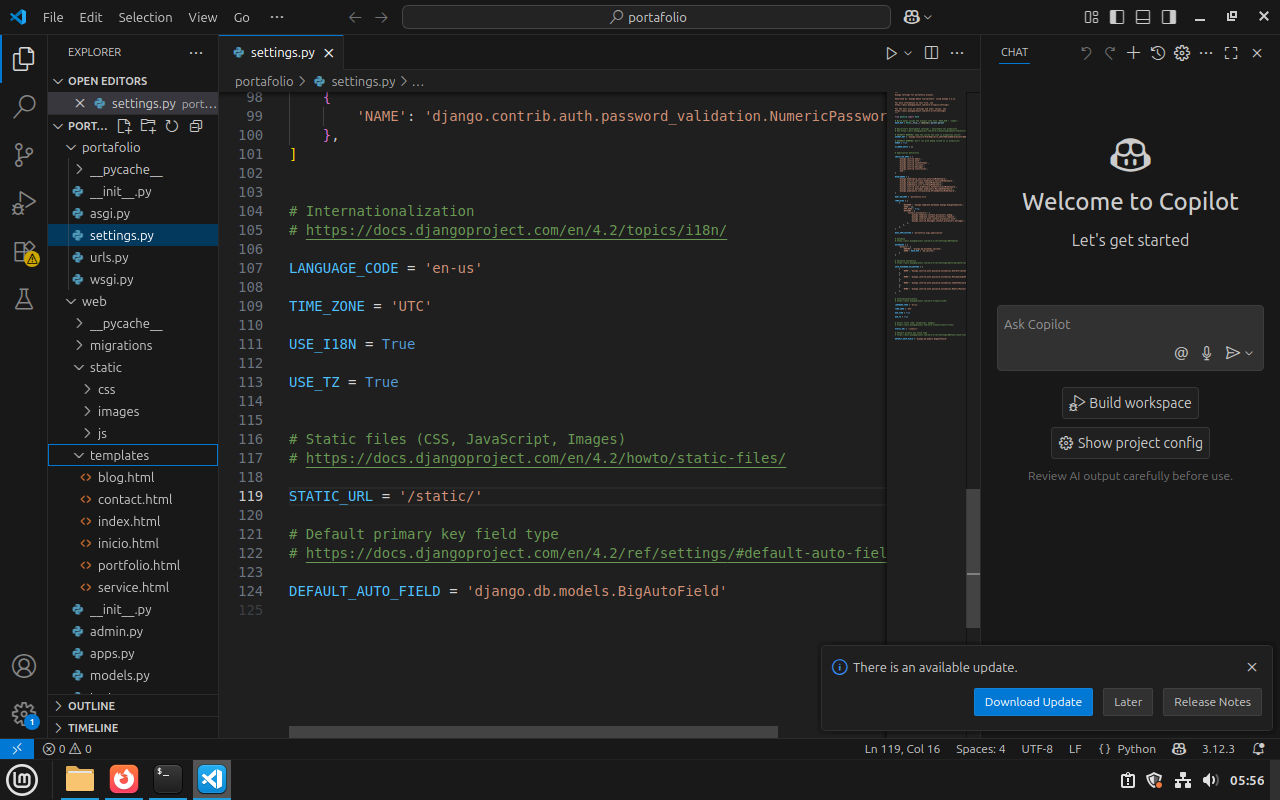 File Edit Selection View Go ··· portafolio
EXPLORER
OPEN EDITORS
settings.py port...
PORT...
portafolio
__pycache__
__init__.py
asgi.py
settings.py
urls.py
wsgi.py
web
__pycache__
migrations
static
css
images
js
templates
blog.html
contact.html
index.html
inicio.html
portfolio.html
service.html
__init__.py
admin.py
apps.py
models.py
OUTLINE
TIMELINE
settings.py
portafolio > settings.py > ...
98 {
99 'NAME': 'django.contrib.auth.password_validation.NumericPasswor
100 },
101 ]
102
103
104 # Internationalization
105 # https://docs.djangoproject.com/en/4.2/topics/i18n/
106
107 LANGUAGE_CODE = 'en-us'
108
109 TIME_ZONE = 'UTC'
110
111 USE_I18N = True
112
113 USE_TZ = True
114
115
116 # Static files (CSS, JavaScript, Images)
117 # https://docs.djangoproject.com/en/4.2/howto/static-files/
118
119 STATIC_URL = '/static/'
120
121 # Default primary key field type
122 # https://docs.djangoproject.com/en/4.2/ref/settings/#default-auto-fiel
123
124 DEFAULT_AUTO_FIELD = 'django.db.models.BigAutoField'
125
CHAT
Welcome to Copilot
Let's get started
Ask Copilot
Build workspace
Show project config
Review AI output carefully before use.
There is an available update.
Download Update Later Release Notes
0 0 Ln 119, Col 16 Spaces: 4 UTF-8 LF {} Python 3.12.3
1
05:56